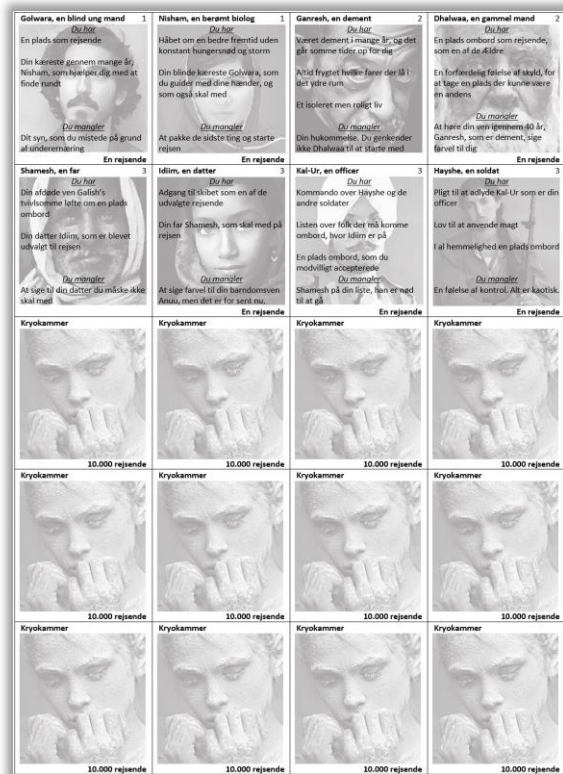 Golwara, en blind ung mand 1
Du har
En plads som rejsende
Din kæreste gennem mange år,
Nisham, som hjælper dig med at
finde rundt
Du mangler
Dit syn, som du mistede på grund
af underernæring
En rejsende
Nisham, en berømt biolog 1
Du har
Håbet om en bedre fremtid uden
konstant hungersnød og storm
Din blinde kæreste Golwara, som
du guider med dine hænder, og
som også skal med
Du mangler
At pakke de sidste ting og starte
rejsen
En rejsende
Ganresh, en dement 2
Du har
Været dement i mange år, og det
går somme tider op for dig
Altid frygtet hvilke farer der lå i
det ydre rum
Et isoleret men roligt liv
Du mangler
Din hukommelse. Du genkender
ikke Dhalwaa til at starte med
Dhalwaa, en gammel mand 2
Du har
En plads ombord som rejsende,
som en af de Ældre
En forfærdelig følelse af skyld, for
at tage en plads der kunne være
en andens
Du mangler
At høre din ven igennem 40 år,
Ganresh, som er dement, sige
farvel til dig
En rejsende
Shamesh, en far 3
Du har
Din afdøde ven Galish's
tvivlsomme løfte om en plads
ombord
Din datter Idiim, som er blevet
udvalgt til rejsen
Du mangler
At sige til din datter du måske ikke
skal med
Idiim, en datter 3
Du har
Adgang til skibet som en af de
udvalgte rejsende
Din far Shamesh, som skal med på
rejsen
Du mangler
At sige farvel til din barndomsven
Anuu, men det er for sent nu.
En rejsende
Kal-Ur, en officer 3
Du har
Kommando over Hayshe og de
andre soldater
Listen over folk der må komme
ombord, hvor Idiim er på
En plads ombord, som du
modvilligt accepterede
Du mangler
Shamesh på din liste, han er nød
til at gå
En rejsende
Hayshe, en soldat 3
Du har
Pligt til at adlyde Kal-Ur som er din
officer
Lov til at anvende magt
I al hemmelighed en plads ombord
Du mangler
En følelse af kontrol. Alt er kaotisk.
En rejsende
Kryokammer
10.000 rejsende
Kryokammer
10.000 rejsende
Kryokammer
10.000 rejsende
Kryokammer
10.000 rejsende
Kryokammer
10.000 rejsende
Kryokammer
10.000 rejsende
Kryokammer
10.000 rejsende
Kryokammer
10.000 rejsende
Kryokammer
10.000 rejsende
Kryokammer
10.000 rejsende
Kryokammer
10.000 rejsende
Kryokammer
10.000 rejsende